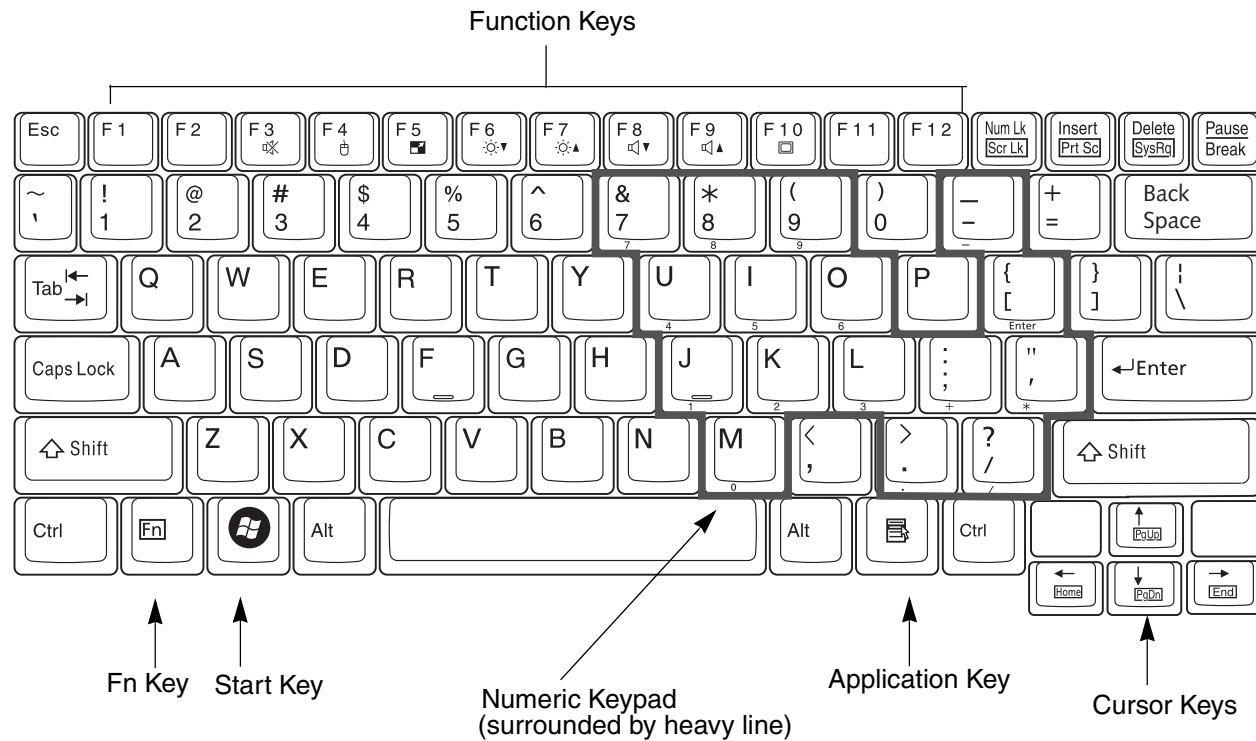 Function Keys
Esc F1 F2 F3 F4 F5 F6 F7 F8 F9 F10 F11 F12 Num Lk Insert Delete Pause
Scr Lk Prt Sc SysRq Break
~ ! @ # $ % ^ & * ( ) _ + Back
' 1 2 3 4 5 6 7 8 9 0 - = Space
7 8 9 -
Tab Q W E R T Y U I O P { } ¦
[ ] \
4 5 6 Enter
Caps Lock A S D F G H J K L : " Enter
; '
1 2 3 + *
Shift Z X C V B N M < > ? Shift
, . /
0 . /
Ctrl Fn Alt Alt Ctrl PgUp
Home PgDn End
Fn Key Start Key Application Key
Numeric Keypad Cursor Keys
(surrounded by heavy line)